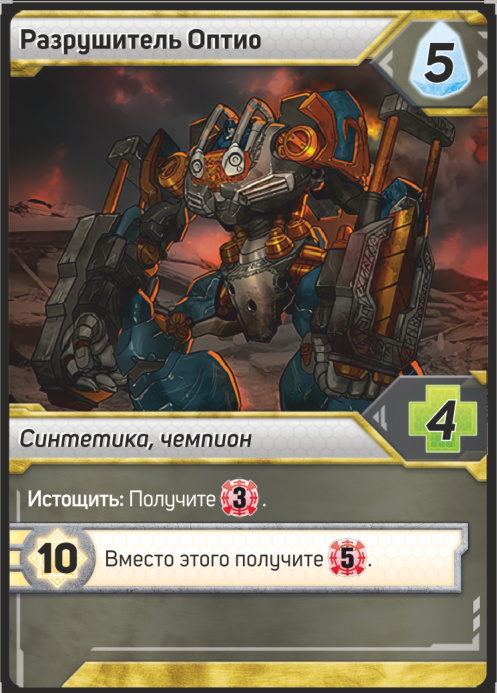 Разрушитель Оптио
5
4
Синтетика, чемпион
Истощить: Получите 3.
10 Вместо этого получите 5.